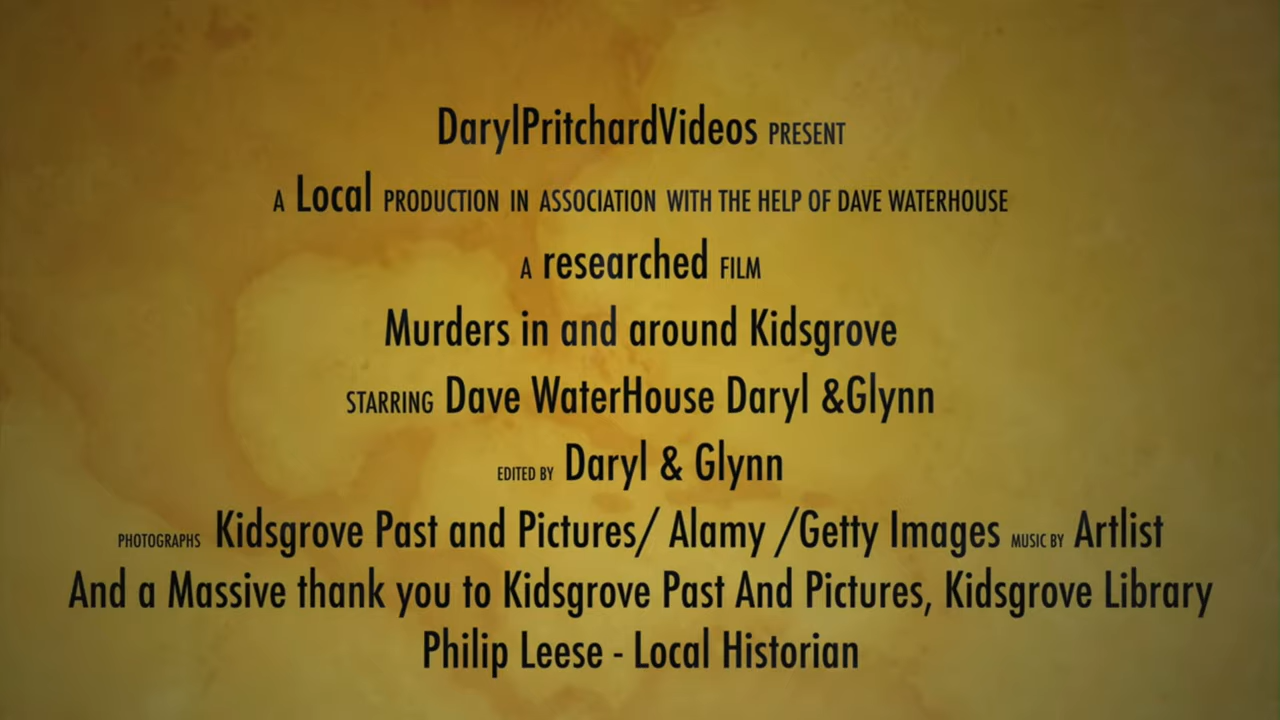 DarylPritchardVideos PRESENT
A Local PRODUCTION IN ASSOCIATION WITH THE HELP OF DAVE WATERHOUSE
A researched FILM
Murders in and around Kidsgrove
STARRING Dave WaterHouse Daryl &Glynn
EDITED BY Daryl & Glynn
PHOTOGRAPHS Kidsgrove Past and Pictures/ Alamy /Getty Images MUSIC BY Artlist
And a Massive thank you to Kidsgrove Past And Pictures, Kidsgrove Library
Philip Leese - Local Historian